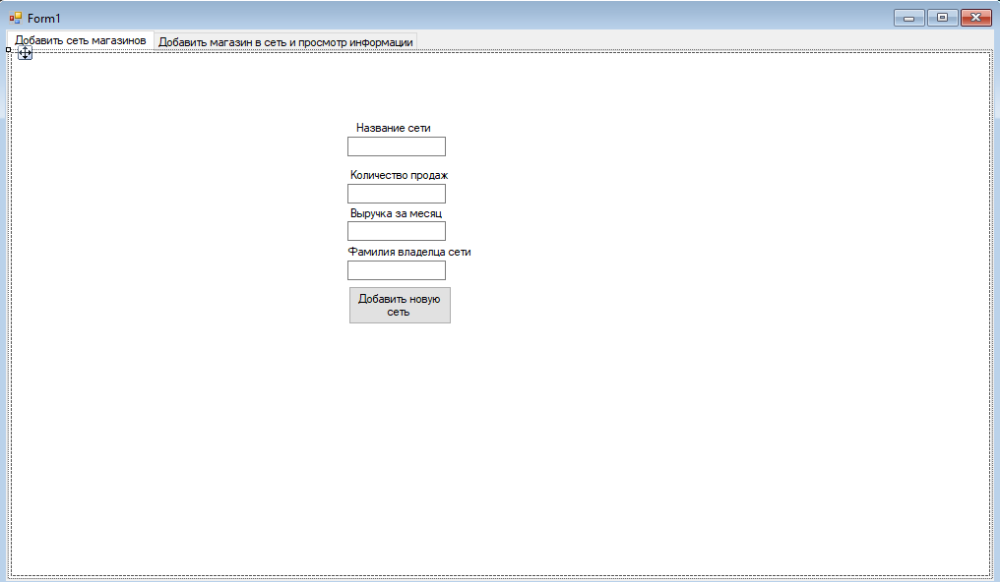 Form1
Добавить сеть магазинов
Добавить магазин в сеть и просмотр информации
Название сети
Количество продаж
Выручка за месяц
Фамилия владелца сети
Добавить новую
сеть